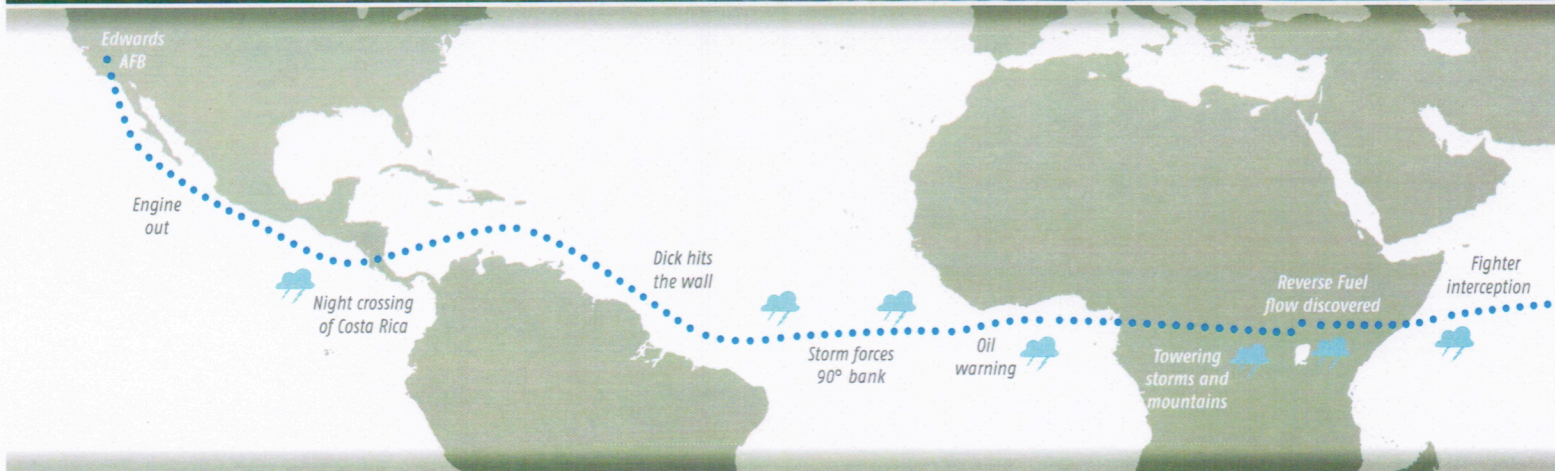 Edwards
AFB
Engine
out
Night crossing
of Costa Rica
Dick hits
the wall
Storm forces
90° bank
Oil
warning
Towering
storms and
mountains
Reverse Fuel
flow discovered
Fighter
interception